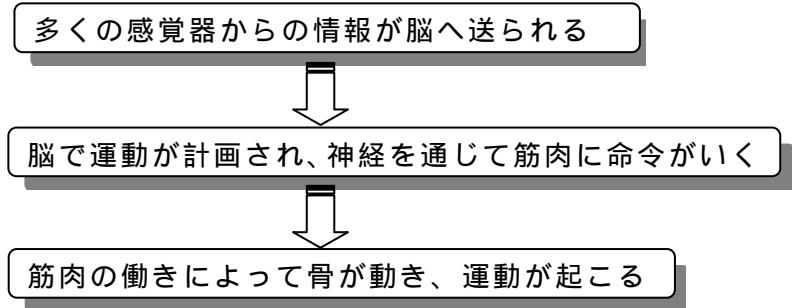 多くの感覚器からの情報が脳へ送られる
脳で運動が計画され、神経を通じて筋肉に命令がいく
筋肉の働きによって骨が動き、運動が起こる